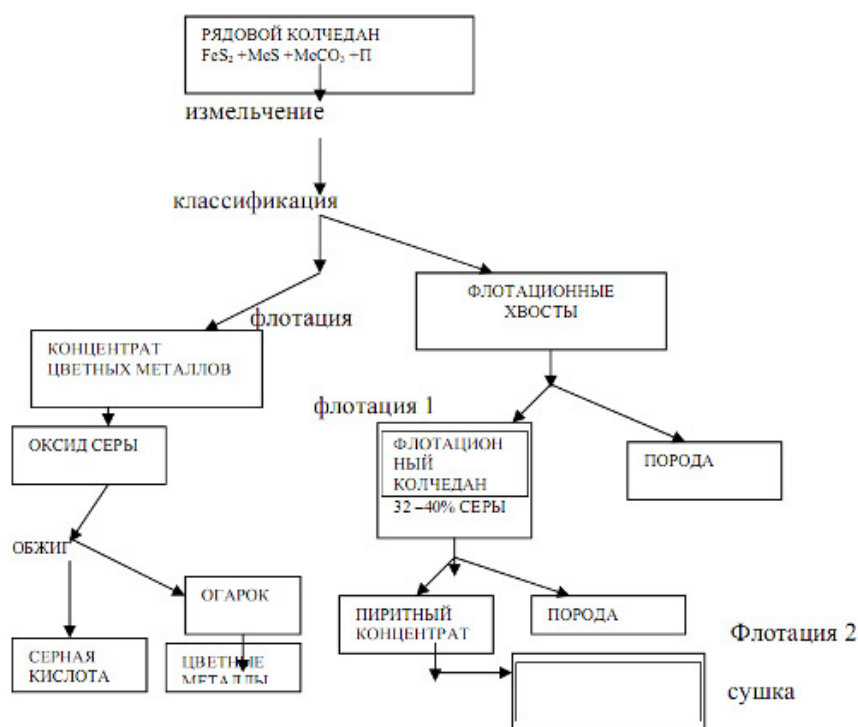 РЯДОВОЙ КОЛЧЕДАН
FeS₂ +MeS +MeCO₃ +П
измельчение
классификация
флотация
ФЛОТАЦИОННЫЕ
ХВОСТЫ
КОНЦЕНТРАТ
ЦВЕТНЫХ МЕТАЛЛОВ
флотация 1
ОКСИД СЕРЫ
ФЛОТАЦИОН
НЫЙ
КОЛЧЕДАН
32 –40% СЕРЫ
ПОРОДА
ОБЖИГ
ОГАРОК
ПИРИТНЫЙ
КОНЦЕНТРАТ
ПОРОДА
Флотация 2
СЕРНАЯ
КИСЛОТА
ЦВЕТНЫЕ
МЕТАЛЛЫ
сушка